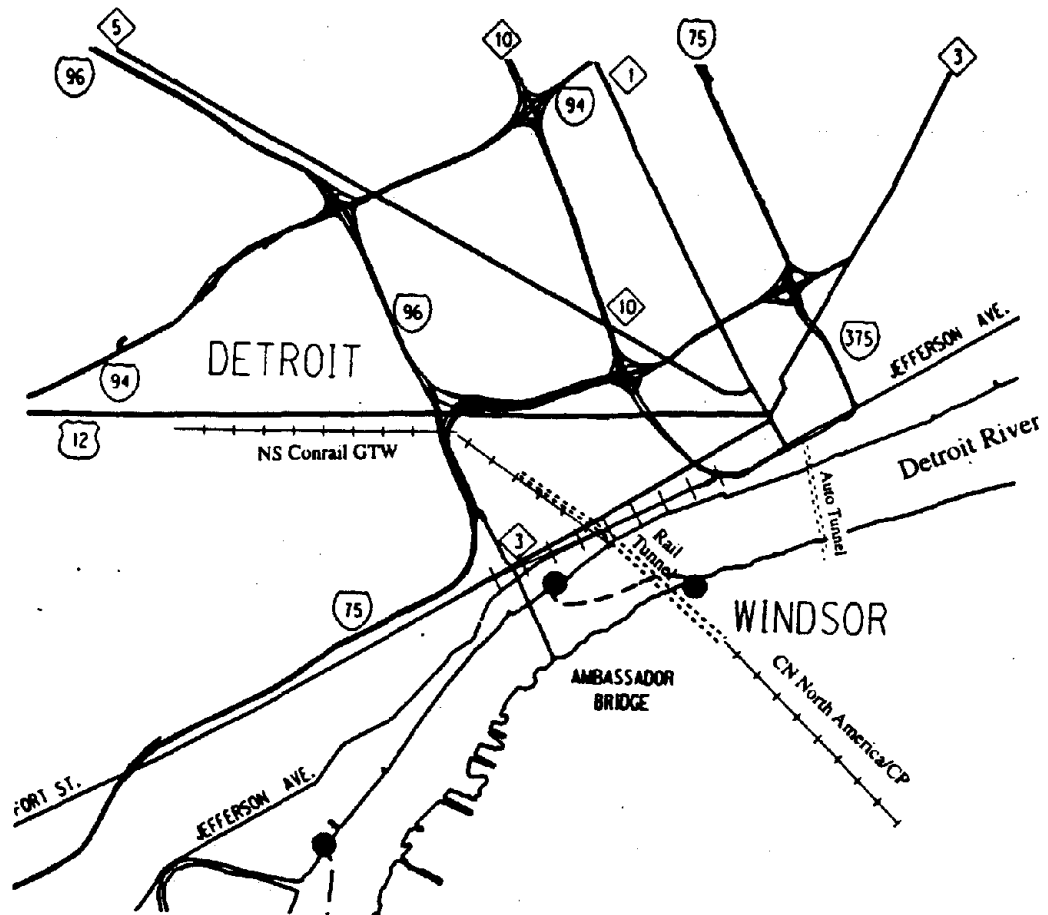 5
10
75
3
96
1
94
96
10
375
JEFFERSON AVE.
DETROIT
94
12
NS Conrail GTW
Detroit River
Auto Tunnel
3
Rail
Tunnel
75
WINDSOR
AMBASSADOR
BRIDGE
CN North America/CP
FORT ST.
JEFFERSON AVE.